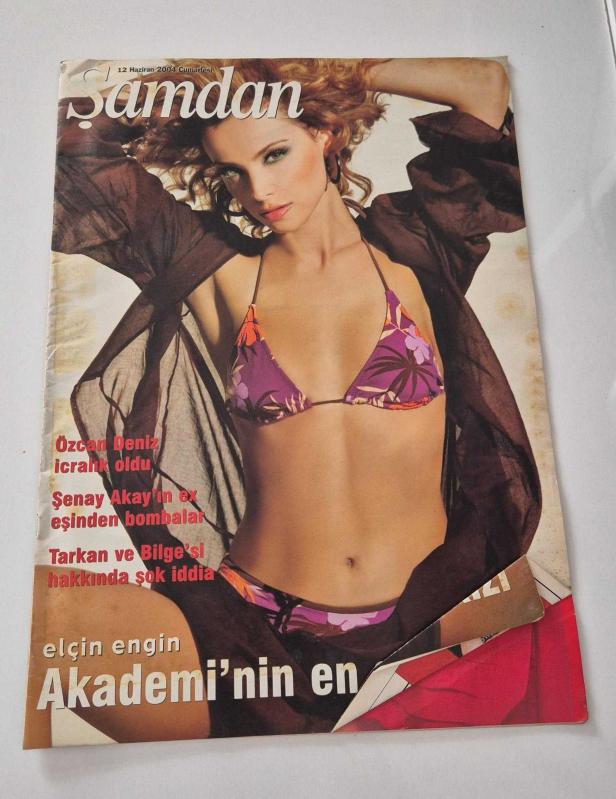 12 Haziran 2004 Cumartesi
Şamdan
Özcan Deniz
icralık oldu
Şenay Akay'ın ex
eşinden bombalar
Tarkan ve Bilge'si
hakkında şok iddia
elçin engin
Akademi'nin en